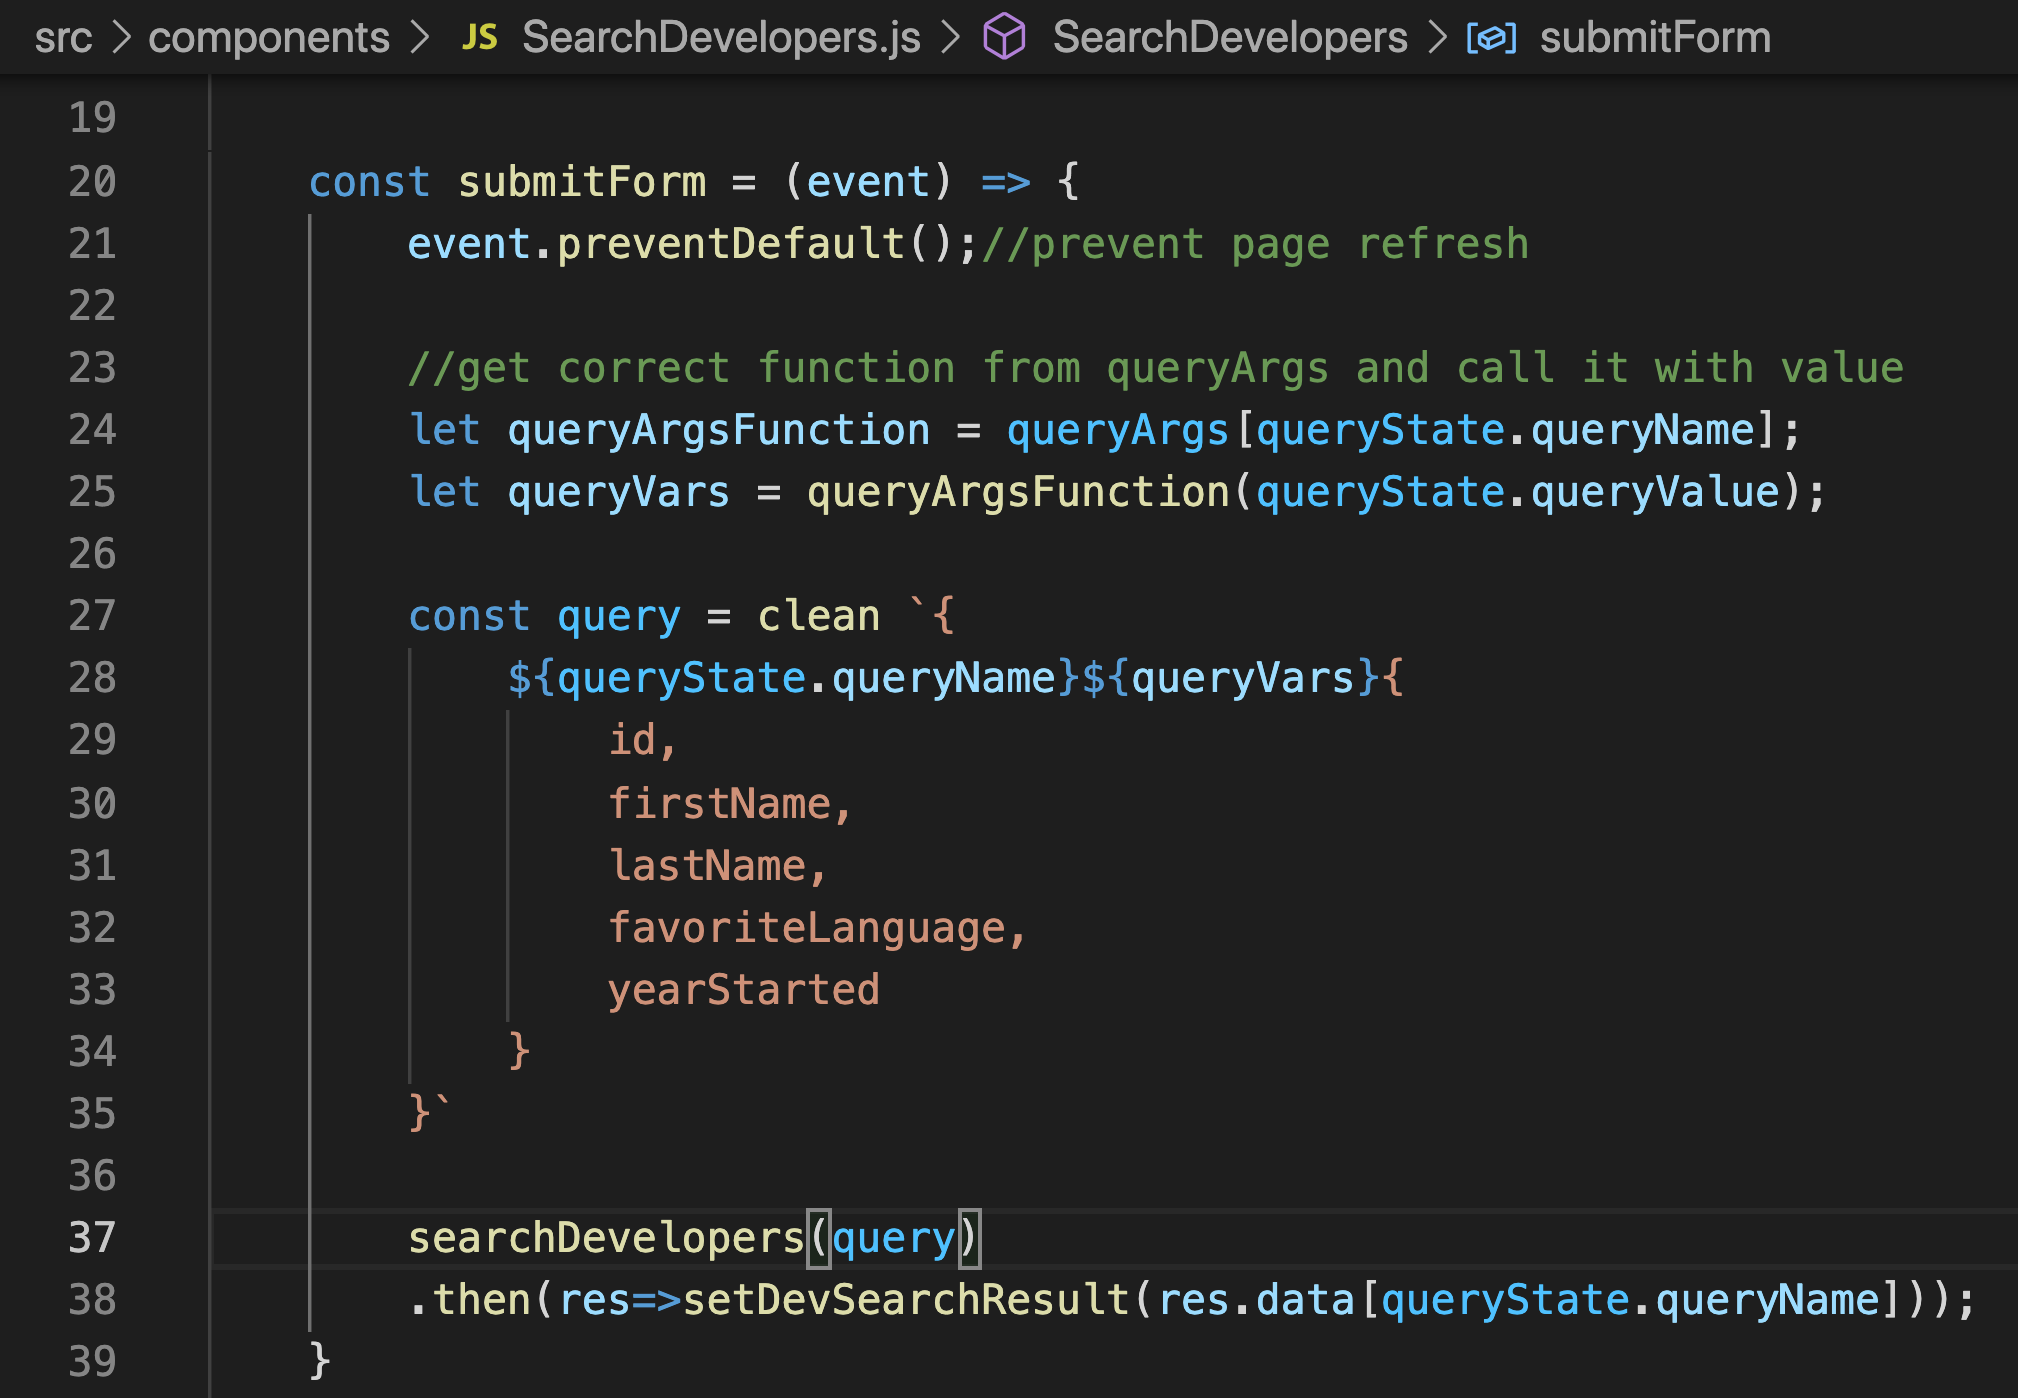 src > components > JS SearchDevelopers.js > SearchDevelopers > submitForm
19
20 const submitForm = (event) => {
21 event.preventDefault();//prevent page refresh
22
23 //get correct function from queryArgs and call it with value
24 let queryArgsFunction = queryArgs[queryState.queryName];
25 let queryVars = queryArgsFunction(queryState.queryValue);
26
27 const query = clean `{
28 ${queryState.queryName}${queryVars}{
29 id,
30 firstName,
31 lastName,
32 favoriteLanguage,
33 yearStarted
34 }
35 }`
36
37 searchDevelopers(query)
38 .then(res=>setDevSearchResult(res.data[queryState.queryName]));
39 }